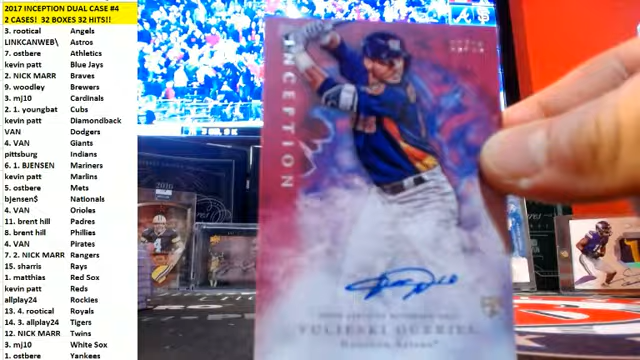 2017 INCEPTION DUAL CASE #4
2 CASES! 32 BOXES 32 HITS!!
3. rootical Angels
LINKCANWEB\ Astros
7. ostbere Athletics
kevin patt Blue Jays
2. NICK MARR Braves
9. woodley Brewers
3. mj10 Cardinals
2. 1. youngbat Cubs
kevin patt Diamondback
VAN Dodgers
4. VAN Giants
pittsburg Indians
6. 1. BJENSEN Mariners
kevin patt Marlins
5. ostbere Mets
bjensen$ Nationals
4. VAN Orioles
11. brent hill Padres
8. brent hill Phillies
4. VAN Pirates
7. 2. NICK MARR Rangers
15. sharris Rays
1. matthias Red Sox
kevin patt Reds
allplay24 Rockies
13. 4. rootical Royals
14. 3. allplay24 Tigers
12. NICK MARR Twins
3. mj10 White Sox
1. ostbere Yankees
INCEPTION
YULIESKI GURRIEL
Houston Astros